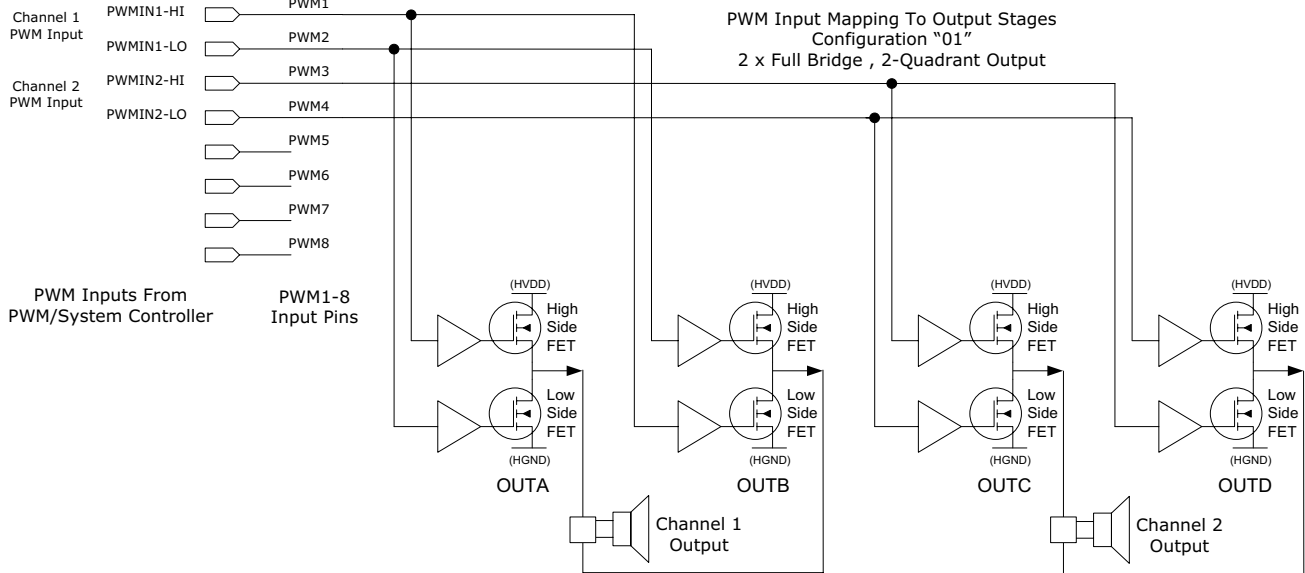 Channel 1
PWM Input
PWMIN1-HI
PWM1
PWMIN1-LO
PWM2
Channel 2
PWM Input
PWMIN2-HI
PWM3
PWMIN2-LO
PWM4
PWM5
PWM6
PWM7
PWM8
PWM Input Mapping To Output Stages
Configuration “01”
2 x Full Bridge , 2-Quadrant Output
PWM Inputs From
PWM/System Controller
PWM1-8
Input Pins
(HVDD)
High
Side
FET
Low
Side
FET
(HGND)
OUTA
(HVDD)
High
Side
FET
Low
Side
FET
(HGND)
OUTB
(HVDD)
High
Side
FET
Low
Side
FET
(HGND)
OUTC
(HVDD)
High
Side
FET
Low
Side
FET
(HGND)
OUTD
Channel 1
Output
Channel 2
Output